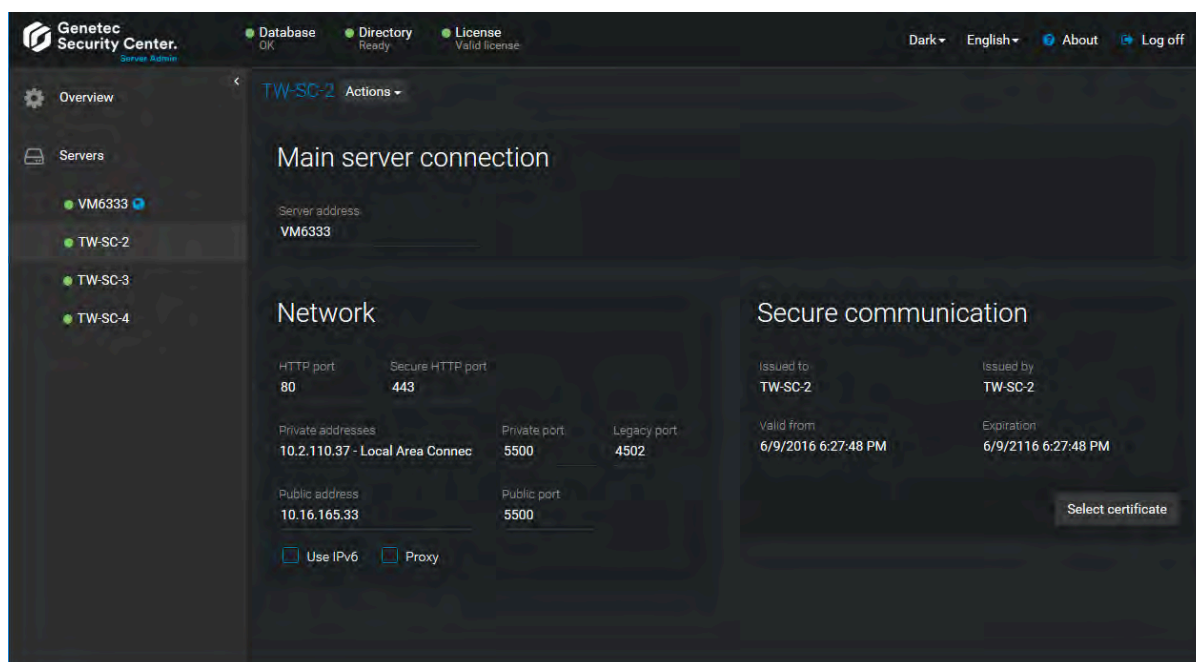 Genetec
Security Center.
Server Admin
Database
OK
Directory
Ready
License
Valid license
Dark
English
About
Log off
Overview
Servers
VM6333
TW-SC-2
TW-SC-3
TW-SC-4
TW-SC-2 Actions
Main server connection
Server address
VM6333
Network
HTTP port Secure HTTP port
80 443
Private addresses Private port Legacy port
10.2.110.37 - Local Area Connec 5500 4502
Public address Public port
10.16.165.33 5500
Use IPv6 Proxy
Secure communication
Issued to Issued by
TW-SC-2 TW-SC-2
Valid from Expiration
6/9/2016 6:27:48 PM 6/9/2116 6:27:48 PM
Select certificate